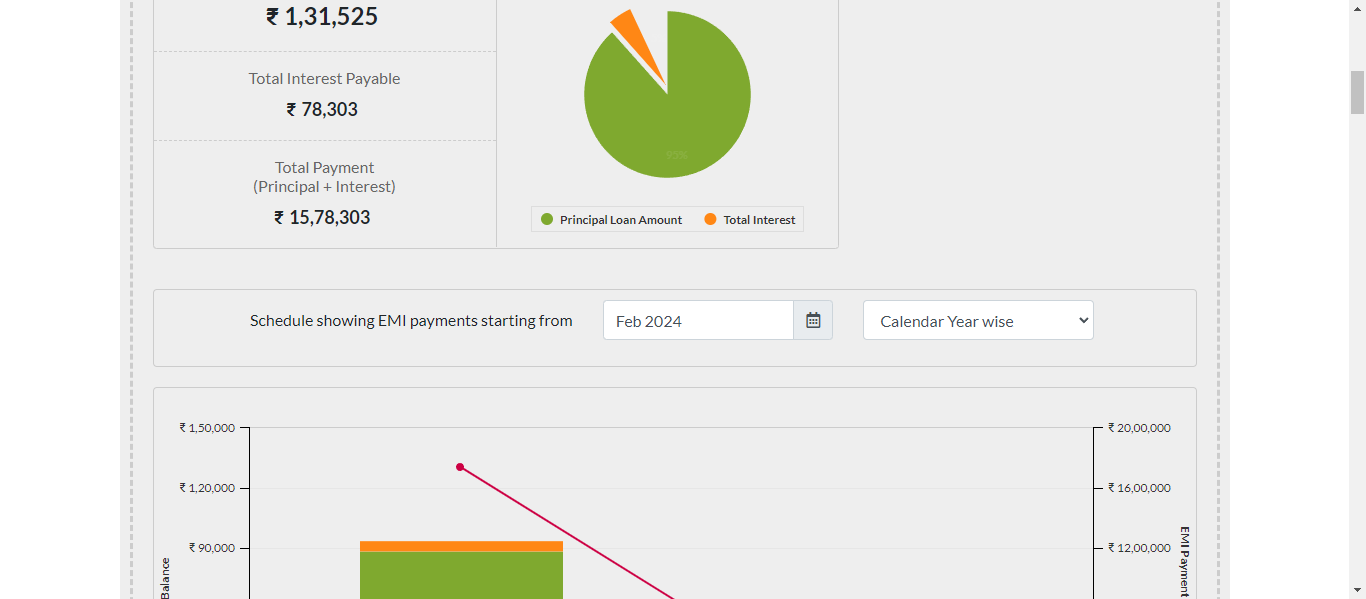 ₹ 1,31,525
Total Interest Payable
₹ 78,303
Total Payment
(Principal + Interest)
₹ 15,78,303
95%
Principal Loan Amount
Total Interest
Schedule showing EMI payments starting from
Feb 2024
Calendar Year wise
₹ 1,50,000
₹ 1,20,000
₹ 90,000
Balance
₹ 20,00,000
₹ 16,00,000
₹ 12,00,000
EMI Payment